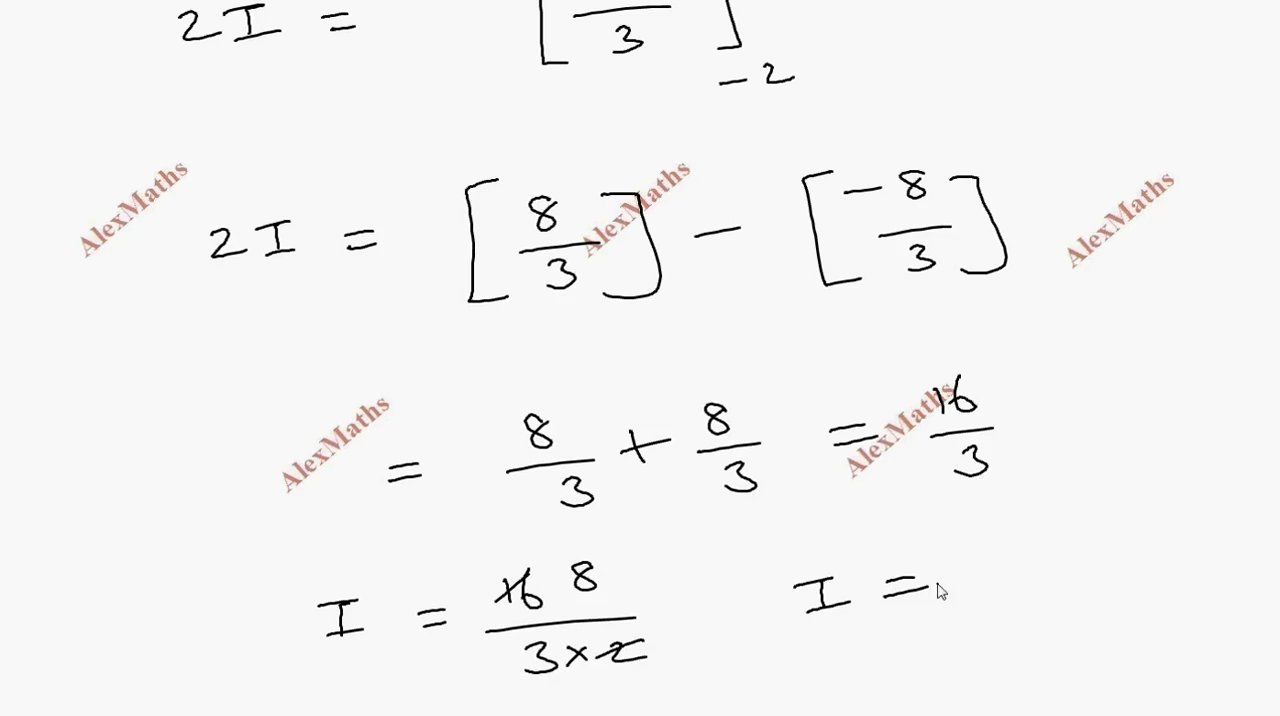 2I = [ / 3 ]
-2
2I = [8/3] - [-8/3]
= 8/3 + 8/3 = 16/3
I = 16 8 / 3×2 I =
AlexMaths
AlexMaths
AlexMaths
AlexMaths
AlexMaths